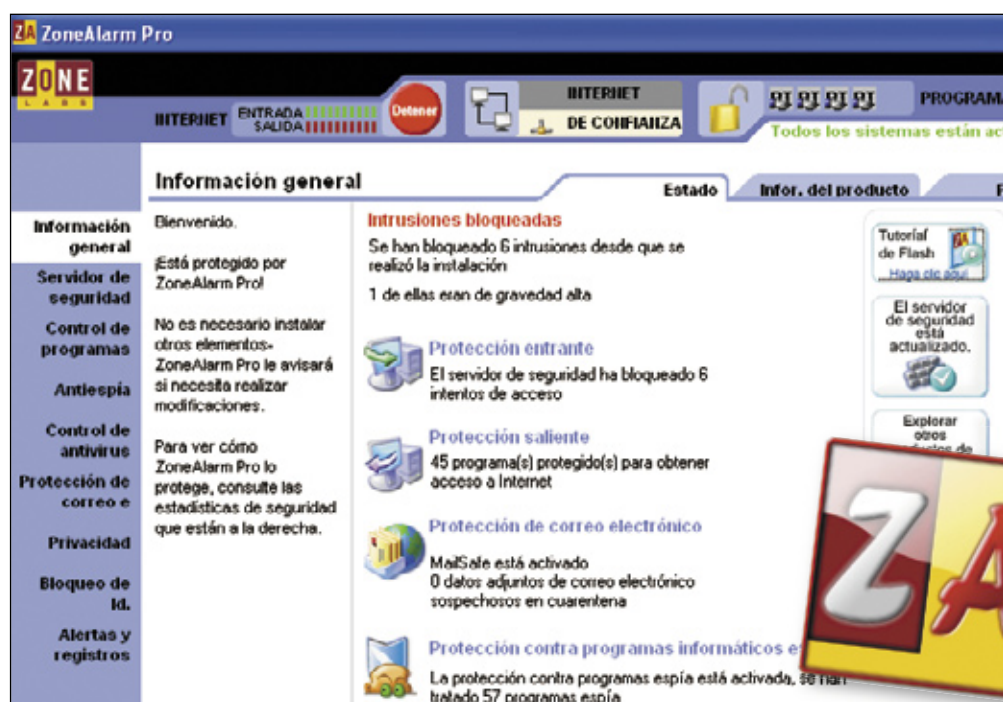 ZA ZoneAlarm Pro
ZONE
LABS
INTERNET
ENTRADA
SALIDA
Detener
INTERNET
DE CONFIANZA
Todos los sistemas están
Información general
Estado
Infor. del producto
Información
general
Servidor de
seguridad
Control de
programas
Antiespía
Control de
antivirus
Protección de
correo e
Privacidad
Bloqueo de
Id.
Alertas y
registros
Bienvenido.
¡Está protegido por
ZoneAlarm Pro!
No es necesario instalar
otros elementos-
ZoneAlarm Pro le avisará
si necesita realizar
modificaciones.
Para ver cómo
ZoneAlarm Pro lo
protege, consulte las
estadísticas de seguridad
que están a la derecha.
Intrusiones bloqueadas
Se han bloqueado 6 intrusiones desde que se
realizó la instalación
1 de ellas eran de gravedad alta
Protección entrante
El servidor de seguridad ha bloqueado 6
intentos de acceso
Protección saliente
45 programa(s) protegido(s) para obtener
acceso a Internet
Protección de correo electrónico
MailSafe está activado
0 datos adjuntos de correo electrónico
sospechosos en cuarentena
Protección contra programas informáticos
La protección contra programas espía está activada, se han
tratado 57 programas espía
Tutorial
de Flash
Haga clic aquí
El servidor
de seguridad
está
actualizado.
Explorar
otros
de
ZA